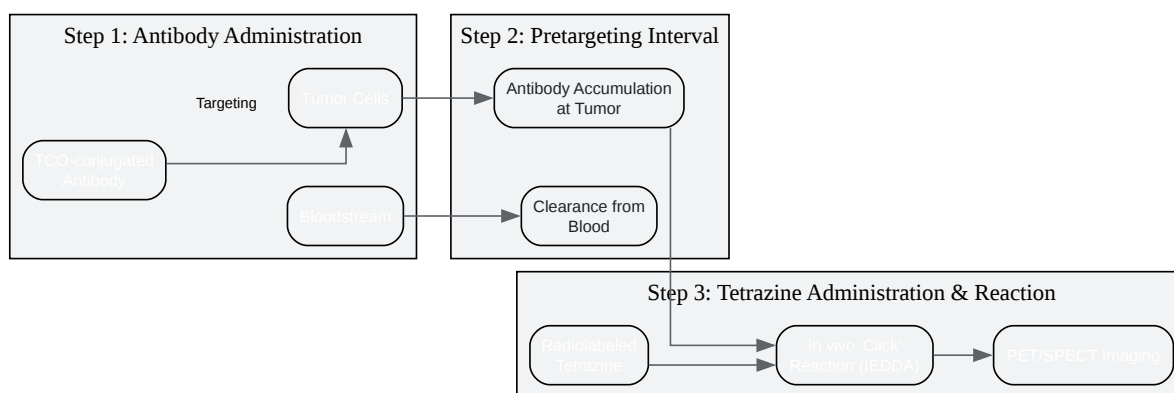 Step 1: Antibody Administration
Targeting
Tumor Cells
TCO-conjugated
Antibody
Bloodstream
Step 2: Pretargeting Interval
Antibody Accumulation
at Tumor
Clearance from
Blood
Step 3: Tetrazine Administration & Reaction
Radiolabeled
Tetrazine
In vivo 'Click'
Reaction (IEDDA)
PET/SPECT Imaging